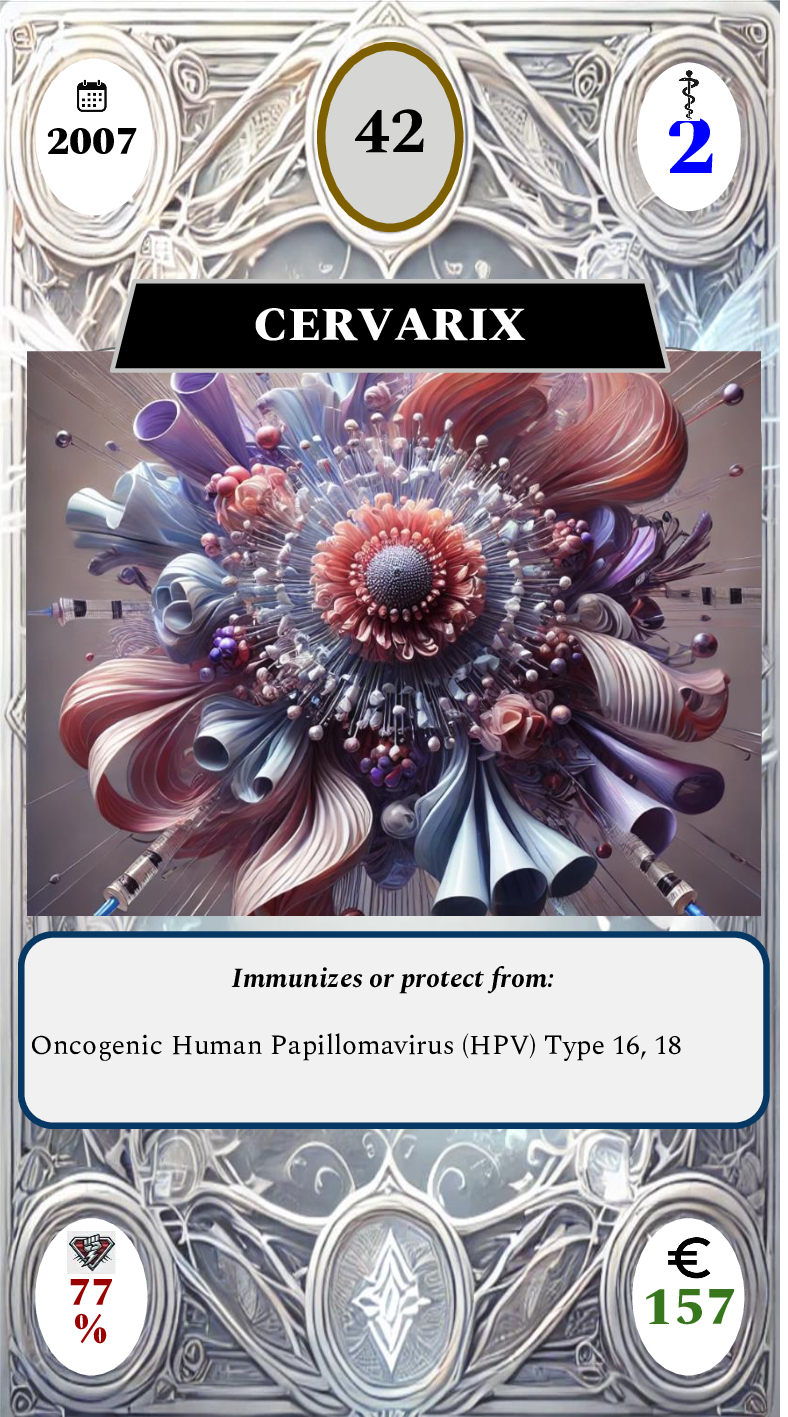 2007
42
2
CERVARIX
Immunizes or protect from:
Oncogenic Human Papillomavirus (HPV) Type 16, 18
77
%
€
157